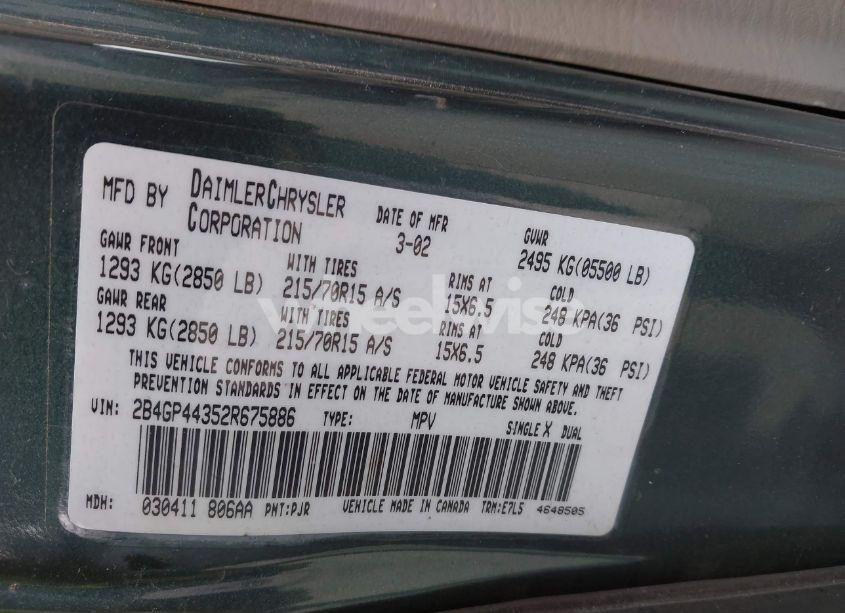 MFD BY DAIMLERCHRYSLER CORPORATION DATE OF MFR 3-02 GVWR 2495 KG(05500 LB)
GAWR FRONT WITH TIRES RIMS AT COLD
1293 KG(2850 LB) 215/70R15 A/S 15X6.5 248 KPA(36 PSI)
GAWR REAR WITH TIRES RIMS AT COLD
1293 KG(2850 LB) 215/70R15 A/S 15X6.5 248 KPA(36 PSI)
THIS VEHICLE CONFORMS TO ALL APPLICABLE FEDERAL MOTOR VEHICLE SAFETY AND THEFT
PREVENTION STANDARDS IN EFFECT ON THE DATE OF MANUFACTURE SHOWN ABOVE.
VIN: 2B4GP44352R675886 TYPE: MPV SINGLE X DUAL
MDH: 030411 806AA PNT:PJR VEHICLE MADE IN CANADA TRM:E7L5 4648505
wheelwise